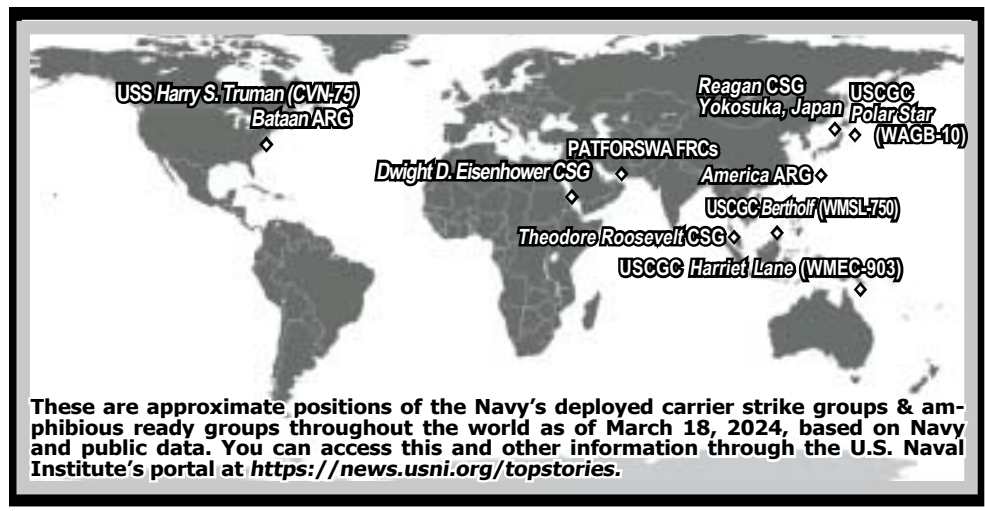 USS Harry S. Truman (CVN-75)
Bataan ARG
Reagan CSG
Yokosuka, Japan
USCGC
Polar Star
(WAGB-10)
PATFORSWA FRCs
Dwight D. Eisenhower CSG
America ARG
USCGC Bertholf (WMSL-750)
Theodore Roosevelt CSG
USCGC Harriet Lane (WMEC-903)
These are approximate positions of the Navy’s deployed carrier strike groups & am-
phibious ready groups throughout the world as of March 18, 2024, based on Navy
and public data. You can access this and other information through the U.S. Naval
Institute’s portal at https://news.usni.org/topstories.